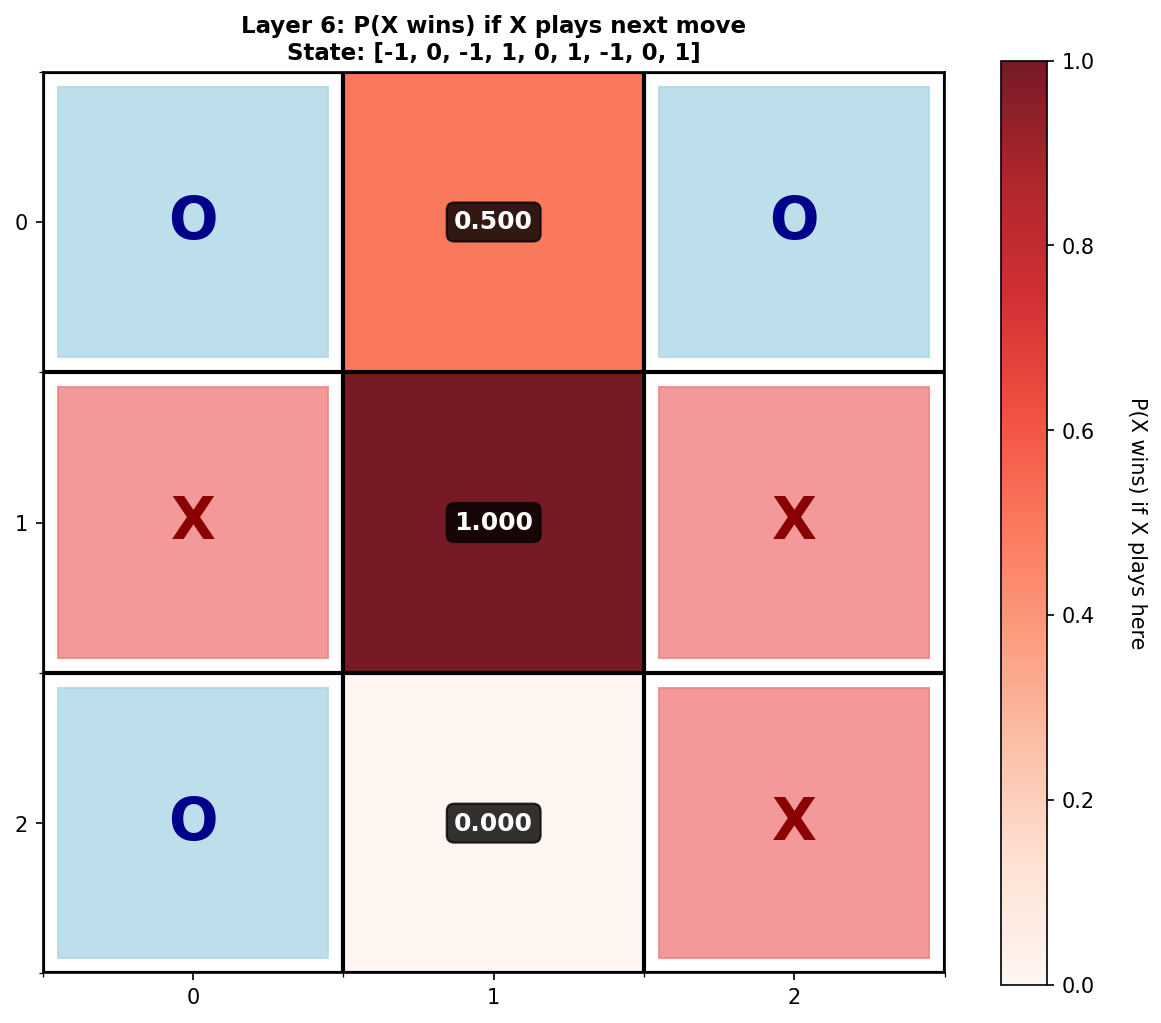 Layer 6: P(X wins) if X plays next move
State: [-1, 0, -1, 1, 0, 1, -1, 0, 1]
0
O
0.500
O
1
X
1.000
X
2
O
0.000
X
0
1
2
1.0
0.8
0.6
0.4
0.2
0.0
P(X wins) if X plays here